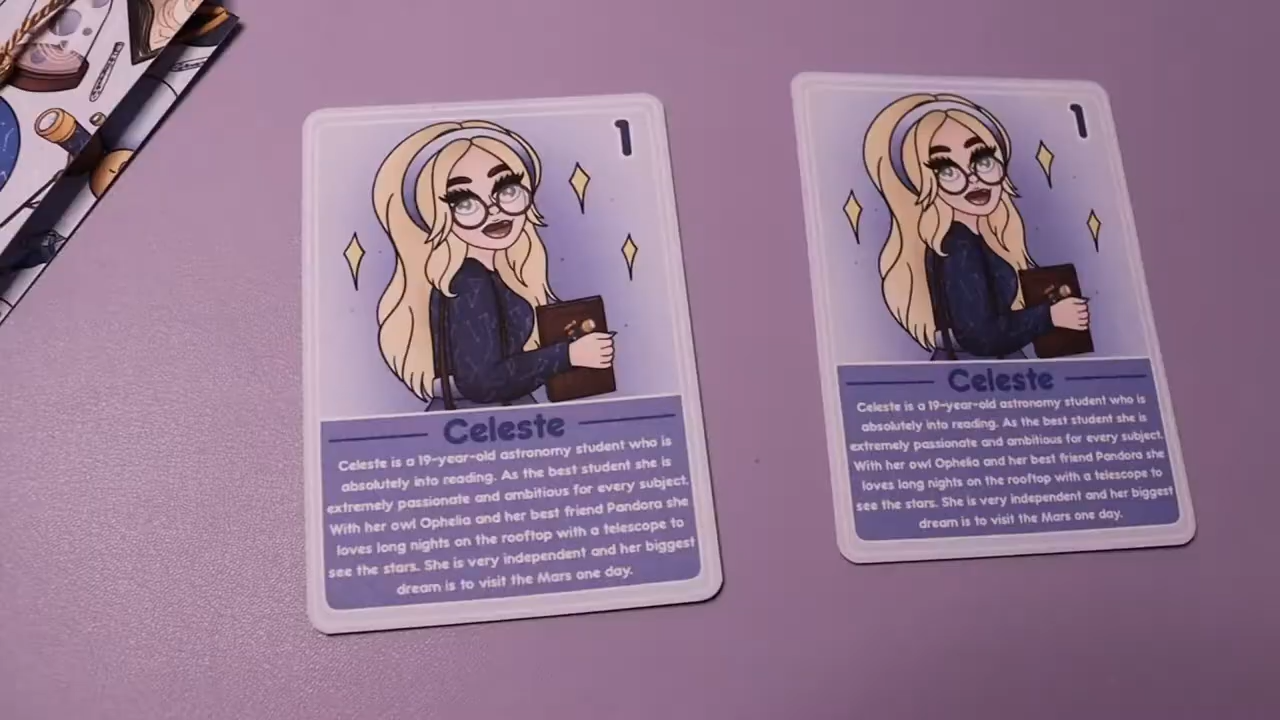 1
Celeste
Celeste is a 19-year-old astronomy student who is
absolutely into reading. As the best student she is
extremely passionate and ambitious for every subject.
With her owl Ophelia and her best friend Pandora she
loves long nights on the rooftop with a telescope to
see the stars. She is very independent and her biggest
dream is to visit the Mars one day.
1
Celeste
Celeste is a 19-year-old astronomy student who is
absolutely into reading. As the best student she is
extremely passionate and ambitious for every subject.
With her owl Ophelia and her best friend Pandora she
loves long nights on the rooftop with a telescope to
see the stars. She is very independent and her biggest
dream is to visit the Mars one day.